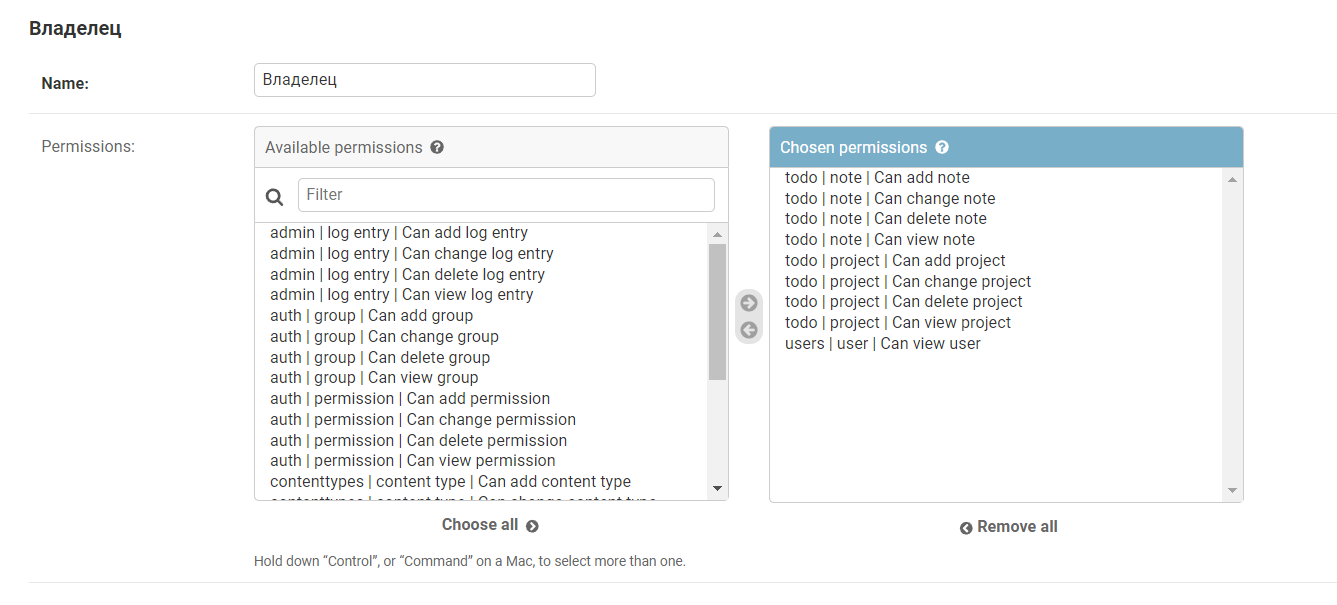 Владелец
Name:
Владелец
Permissions:
Available permissions ?
Filter
admin | log entry | Can add log entry
admin | log entry | Can change log entry
admin | log entry | Can delete log entry
admin | log entry | Can view log entry
auth | group | Can add group
auth | group | Can change group
auth | group | Can delete group
auth | group | Can view group
auth | permission | Can add permission
auth | permission | Can change permission
auth | permission | Can delete permission
auth | permission | Can view permission
contenttypes | content type | Can add content type
contenttypes | content type | Can change content type
Choose all
Chosen permissions ?
todo | note | Can add note
todo | note | Can change note
todo | note | Can delete note
todo | note | Can view note
todo | project | Can add project
todo | project | Can change project
todo | project | Can delete project
todo | project | Can view project
users | user | Can view user
Remove all
Hold down “Control”, or “Command” on a Mac, to select more than one.